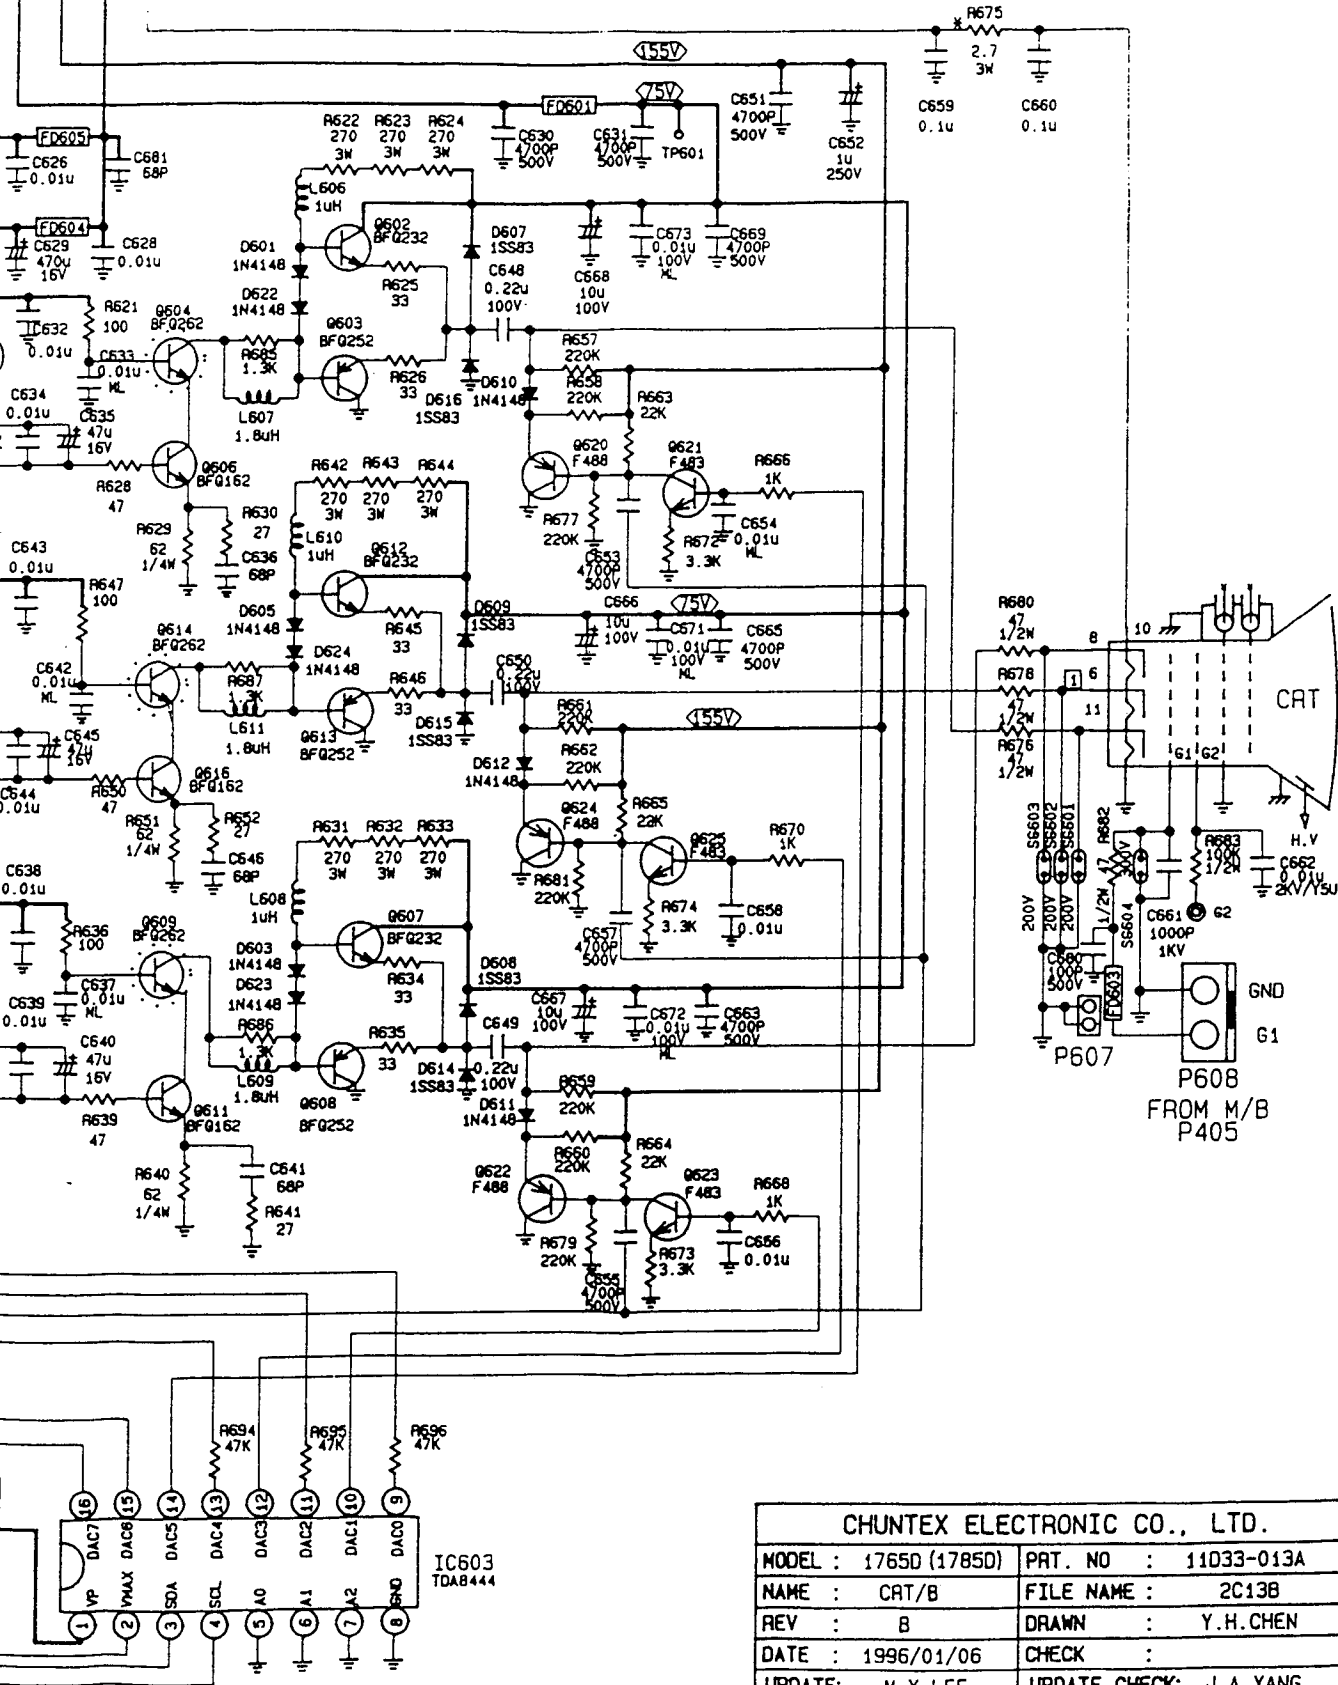 R675
2.7
3W
C659
0.1u
C660
0.1u
155V
75V
C651
4700P
500V
C652
1u
250V
FD601
C630
4700P
500V
C631
4700P
500V
TP601
R622
270
3W
R623
270
3W
R624
270
3W
FD605
C626
0.01u
C681
68P
L606
1uH
FD604
C629
470u
16V
C628
0.01u
Q602
BFQ232
D601
1N4148
D607
1SS83
C648
0.22u
100V
C668
10u
100V
C673
0.01u
100V
ML
C669
4700P
500V
R625
33
D622
1N4148
R621
100
Q604
BFQ262
C632
0.01u
Q603
BFQ252
R685
1.3K
R626
33
C633
0.01u
ML
L607
1.8uH
D616
1SS83
D610
1N4148
R657
220K
R658
220K
R663
22K
C634
0.01u
C635
47u
16V
R628
47
Q606
BFQ162
Q620
F488
Q621
F483
R666
1K
R642
270
3W
R643
270
3W
R644
270
3W
R629
62
1/4W
R630
27
C636
68P
L610
1uH
R677
220K
C653
4700P
500V
R672
3.3K
C654
0.01u
ML
C643
0.01u
R647
100
Q612
BFQ232
D605
1N4148
D609
1SS83
R645
33
C666
10u
100V
75V
C671
0.01u
100V
ML
C665
4700P
500V
R680
47
1/2W
8
10
Q614
BFQ262
D624
1N4148
C642
0.01u
ML
R687
1.3K
L611
1.8uH
R646
33
C650
0.22u
100V
Q613
BFQ252
D615
1SS83
R661
220K
155V
R678
47
1/2W
1
6
11
CRT
R676
47
1/2W
G1
G2
H.V
C645
47u
16V
C644
0.01u
R650
47
Q616
BFQ162
D612
1N4148
R662
220K
R665
22K
Q624
F488
Q625
F483
R670
1K
R651
62
1/4W
R652
27
C646
68P
R631
270
3W
R632
270
3W
R633
270
3W
R681
220K
C657
4700P
500V
R674
3.3K
C658
0.01u
SG603
SG602
SG601
200V
200V
200V
R682
47
1/2W
300V
SG604
R683
100K
1/2W
G2
C662
0.01u
2KV/Y5U
C661
1000P
1KV
C680
100P
500V
FD603
P607
GND
G1
P608
FROM M/B
P405
C638
0.01u
R636
100
L608
1uH
Q609
BFQ262
Q607
BFQ232
D603
1N4148
D623
1N4148
R634
33
D608
1SS83
C637
0.01u
ML
C639
0.01u
C667
10u
100V
C672
0.01u
100V
ML
C663
4700P
500V
R686
1.3K
L609
1.8uH
R635
33
C649
0.22u
100V
C640
47u
16V
R639
47
Q611
BFQ162
Q608
BFQ252
D614
1SS83
D611
1N4148
R659
220K
R660
220K
R664
22K
R640
62
1/4W
C641
68P
R641
27
Q622
F488
Q623
F483
R668
1K
R679
220K
C655
4700P
500V
R673
3.3K
C656
0.01u
R694
47K
R695
47K
R696
47K
16 15 14 13 12 11 10 9
DAC7 DAC6 DAC5 DAC4 DAC3 DAC2 DAC1 DAC0
VP VMAX SDA SCL A0 A1 A2 GND
1 2 3 4 5 6 7 8
IC603
TDA8444
CHUNTEX ELECTRONIC CO., LTD.
MODEL : 1765D (1785D) PRT. NO : 11D33-013A
NAME : CRT/B FILE NAME : 2C13B
REV : B DRAWN : Y.H.CHEN
DATE : 1996/01/06 CHECK :
UPDATE: M.Y.LEE UPDATE CHECK: J.A.YANG